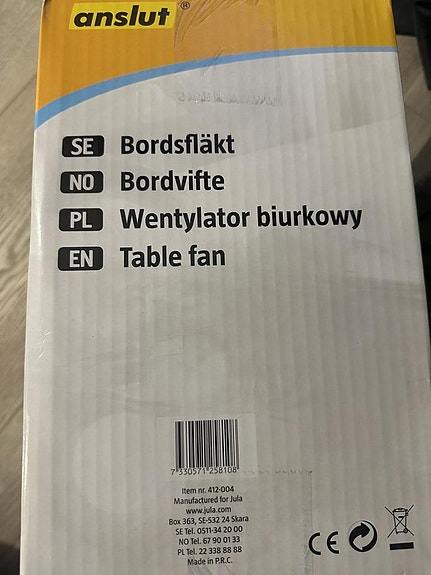 anslut®
SE Bordsfläkt
NO Bordvifte
PL Wentylator biurkowy
EN Table fan
7 330571 258108
Item nr. 412-004
Manufactured for Jula
www.jula.com
Box 363, SE-532 24 Skara
SE Tel. 0511-34 20 00
NO Tel. 67 90 01 33
PL Tel. 22 338 88 88
Made in P.R.C.
CE